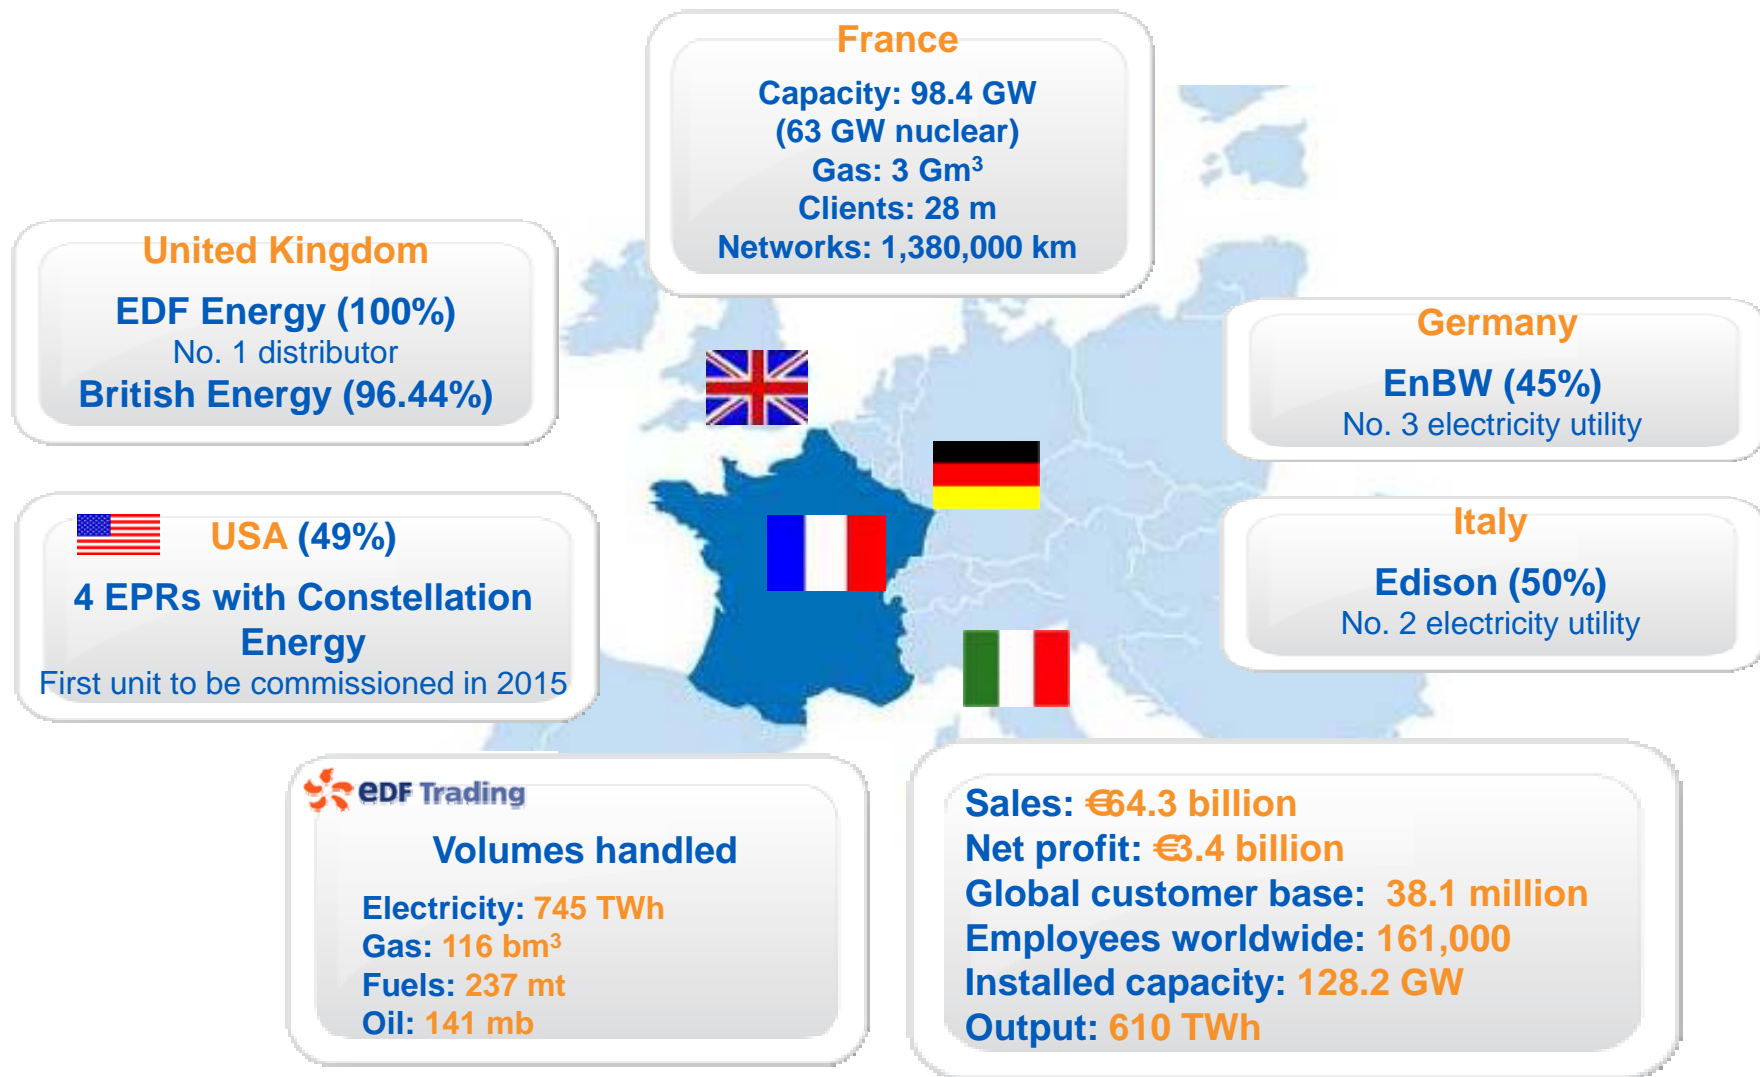 France
Capacity: 98.4 GW
(63 GW nuclear)
Gas: 3 Gm³
Clients: 28 m
Networks: 1,380,000 km
United Kingdom
EDF Energy (100%)
No. 1 distributor
British Energy (96.44%)
Germany
EnBW (45%)
No. 3 electricity utility
USA (49%)
4 EPRs with Constellation
Energy
First unit to be commissioned in 2015
Italy
Edison (50%)
No. 2 electricity utility
eDF Trading
Volumes handled
Electricity: 745 TWh
Gas: 116 bm³
Fuels: 237 mt
Oil: 141 mb
Sales: €64.3 billion
Net profit: €3.4 billion
Global customer base: 38.1 million
Employees worldwide: 161,000
Installed capacity: 128.2 GW
Output: 610 TWh